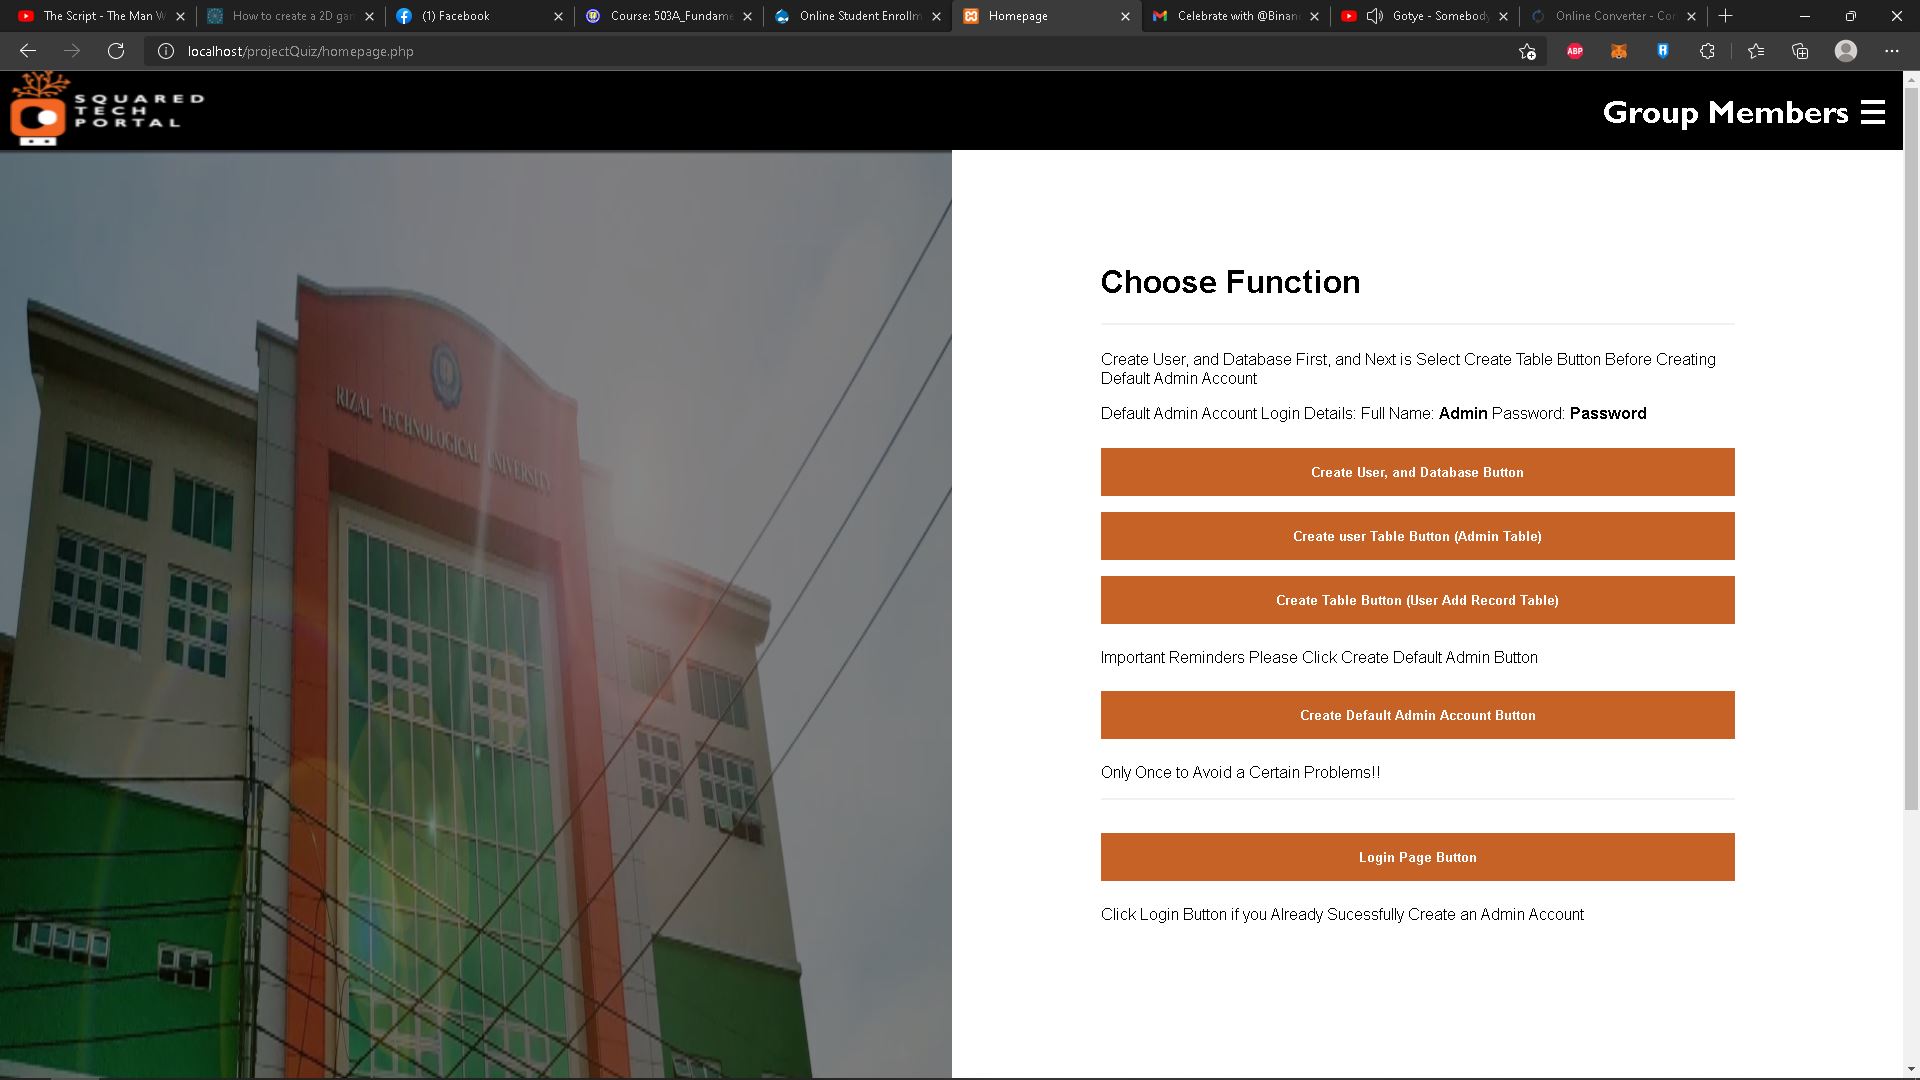 The Script - The Man W
How to create a 2D gam
(1) Facebook
Course: 503A_Fundame
Online Student Enrollm
Homepage
Celebrate with @Binanc
Gotye - Somebody
Online Converter - Con
localhost/projectQuiz/homepage.php
ABP
SQUARED
TECH
PORTAL
Group Members
RIZAL TECHNOLOGICAL UNIVERSITY
Choose Function
Create User, and Database First, and Next is Select Create Table Button Before Creating
Default Admin Account
Default Admin Account Login Details: Full Name: Admin Password: Password
Create User, and Database Button
Create user Table Button (Admin Table)
Create Table Button (User Add Record Table)
Important Reminders Please Click Create Default Admin Button
Create Default Admin Account Button
Only Once to Avoid a Certain Problems!!
Login Page Button
Click Login Button if you Already Sucessfully Create an Admin Account